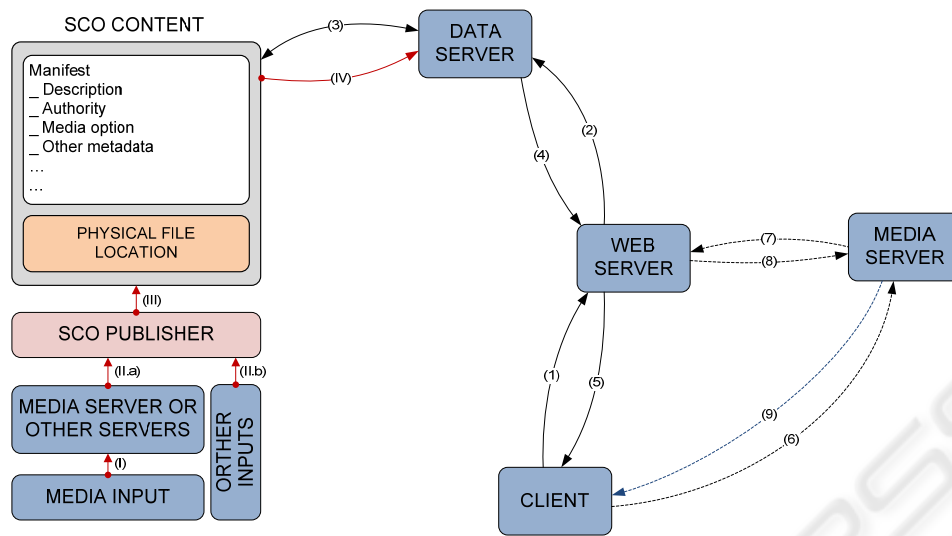 SCO CONTENT
Manifest
_ Description
_ Authority
_ Media option
_ Other metadata
...
...
PHYSICAL FILE
LOCATION
(III)
SCO PUBLISHER
(II.a)
(II.b)
MEDIA SERVER OR
OTHER SERVERS
ORTHER
INPUTS
(I)
MEDIA INPUT
(3)
(IV)
DATA
SERVER
(2)
(4)
WEB
SERVER
(7)
(8)
MEDIA
SERVER
(1)
(5)
(9)
(6)
CLIENT